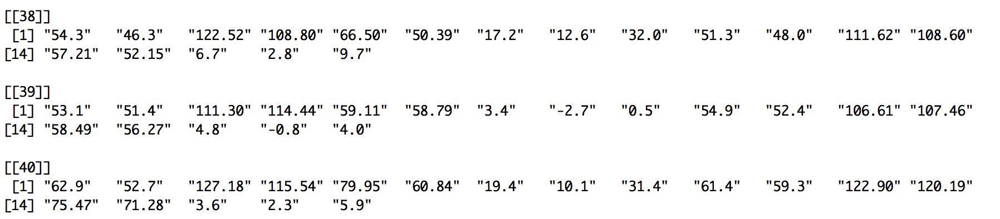 [[38]]
 [1] "54.3"   "46.3"   "122.52" "108.80" "66.50"  "50.39"  "17.2"   "12.6"   "32.0"   "51.3"   "48.0"   "111.62" "108.60"
[14] "57.21"  "52.15"  "6.7"    "2.8"    "9.7"
[[39]]
 [1] "53.1"   "51.4"   "111.30" "114.44" "59.11"  "58.79"  "3.4"    "-2.7"   "0.5"    "54.9"   "52.4"   "106.61" "107.46"
[14] "58.49"  "56.27"  "4.8"    "-0.8"   "4.0"
[[40]]
 [1] "62.9"   "52.7"   "127.18" "115.54" "79.95"  "60.84"  "19.4"   "10.1"   "31.4"   "61.4"   "59.3"   "122.90" "120.19"
[14] "75.47"  "71.28"  "3.6"    "2.3"    "5.9"